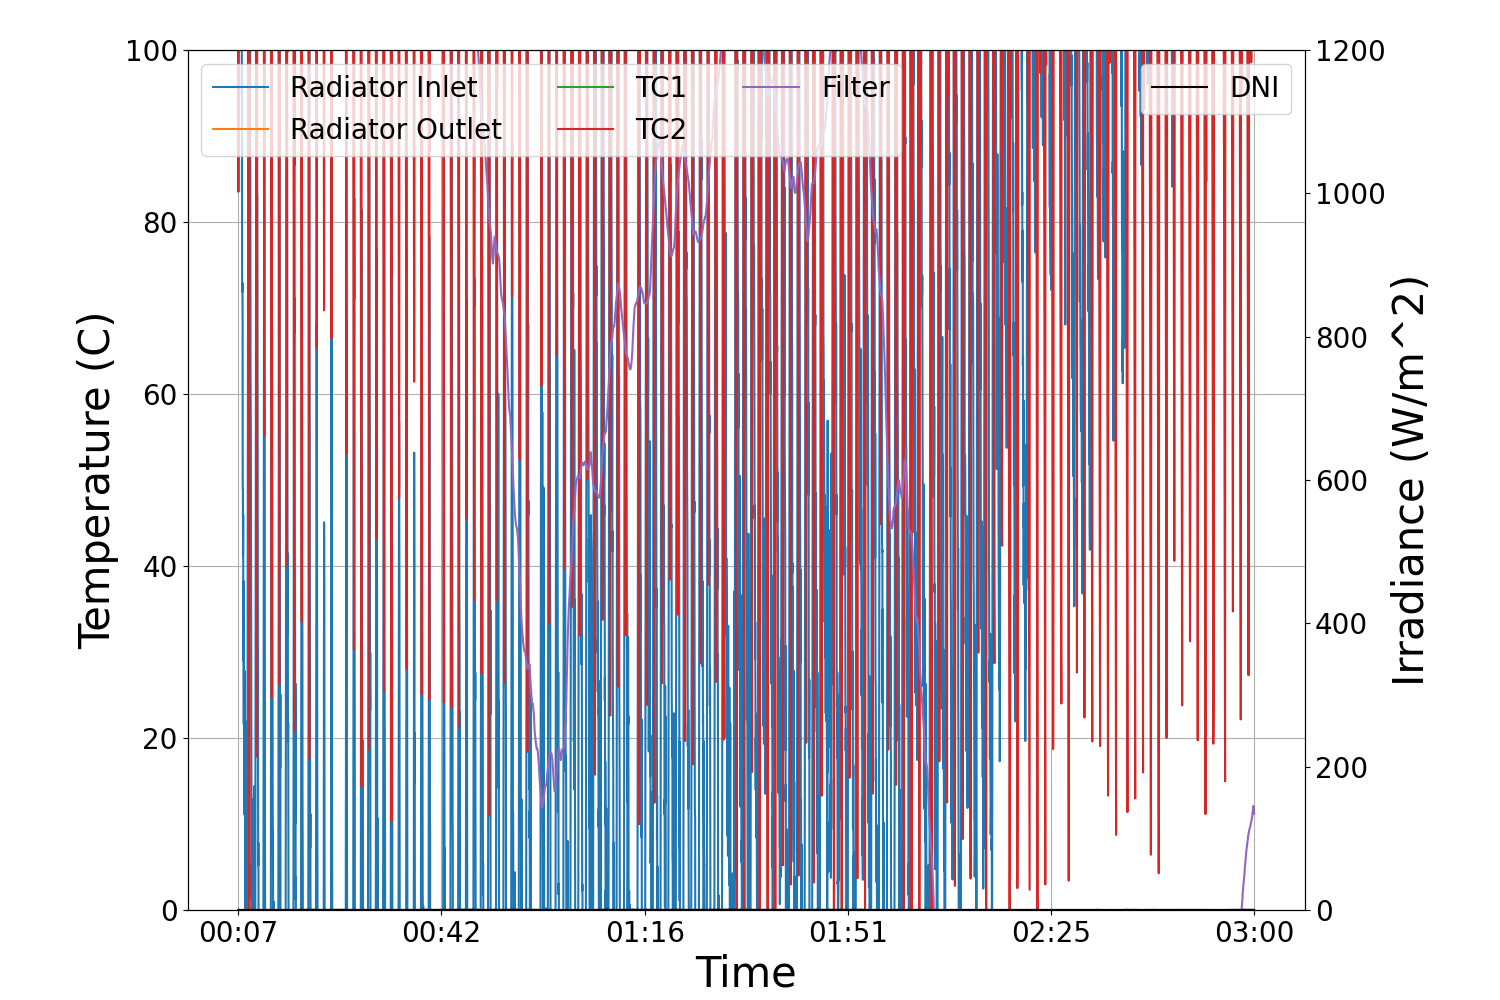 100
80
60
40
20
0
Temperature (C)
Radiator Inlet
Radiator Outlet
TC1
TC2
Filter
DNI
1200
1000
800
600
400
200
0
Irradiance (W/m^2)
00:07
00:42
01:16
01:51
02:25
03:00
Time